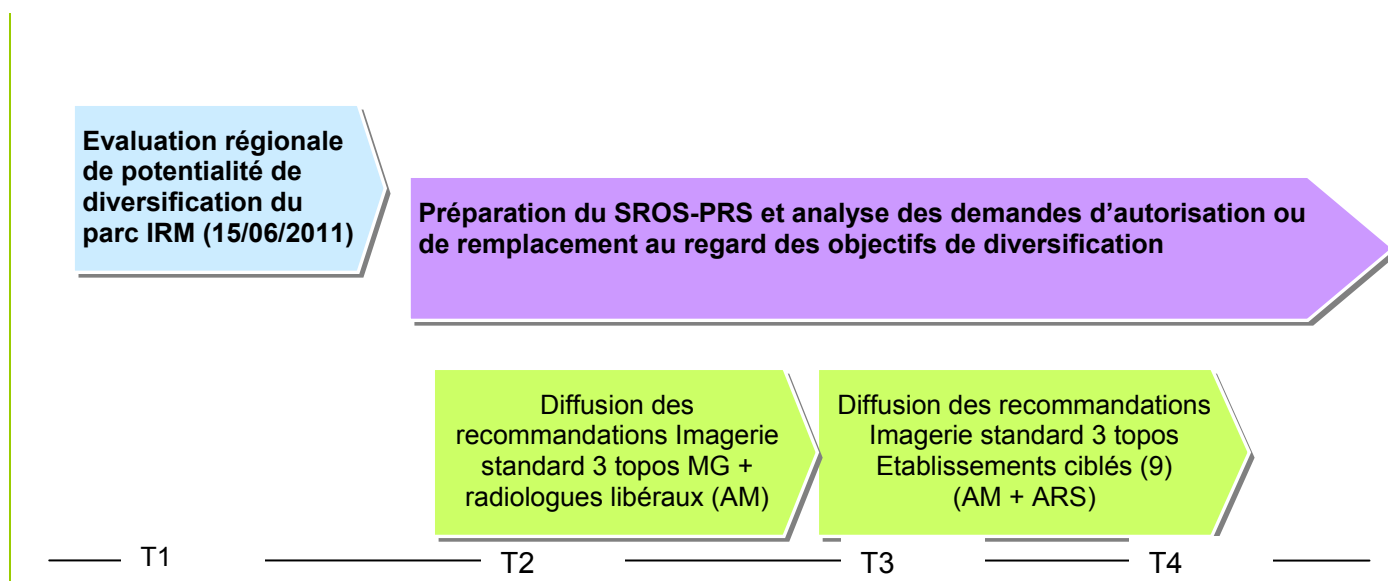 Evaluation régionale
de potentialité de
diversification du
parc IRM (15/06/2011)
Préparation du SROS-PRS et analyse des demandes d’autorisation ou
de remplacement au regard des objectifs de diversification
Diffusion des
recommandations Imagerie
standard 3 topos MG +
radiologues libéraux (AM)
Diffusion des recommandations
Imagerie standard 3 topos
Etablissements ciblés (9)
(AM + ARS)
T1 T2 T3 T4